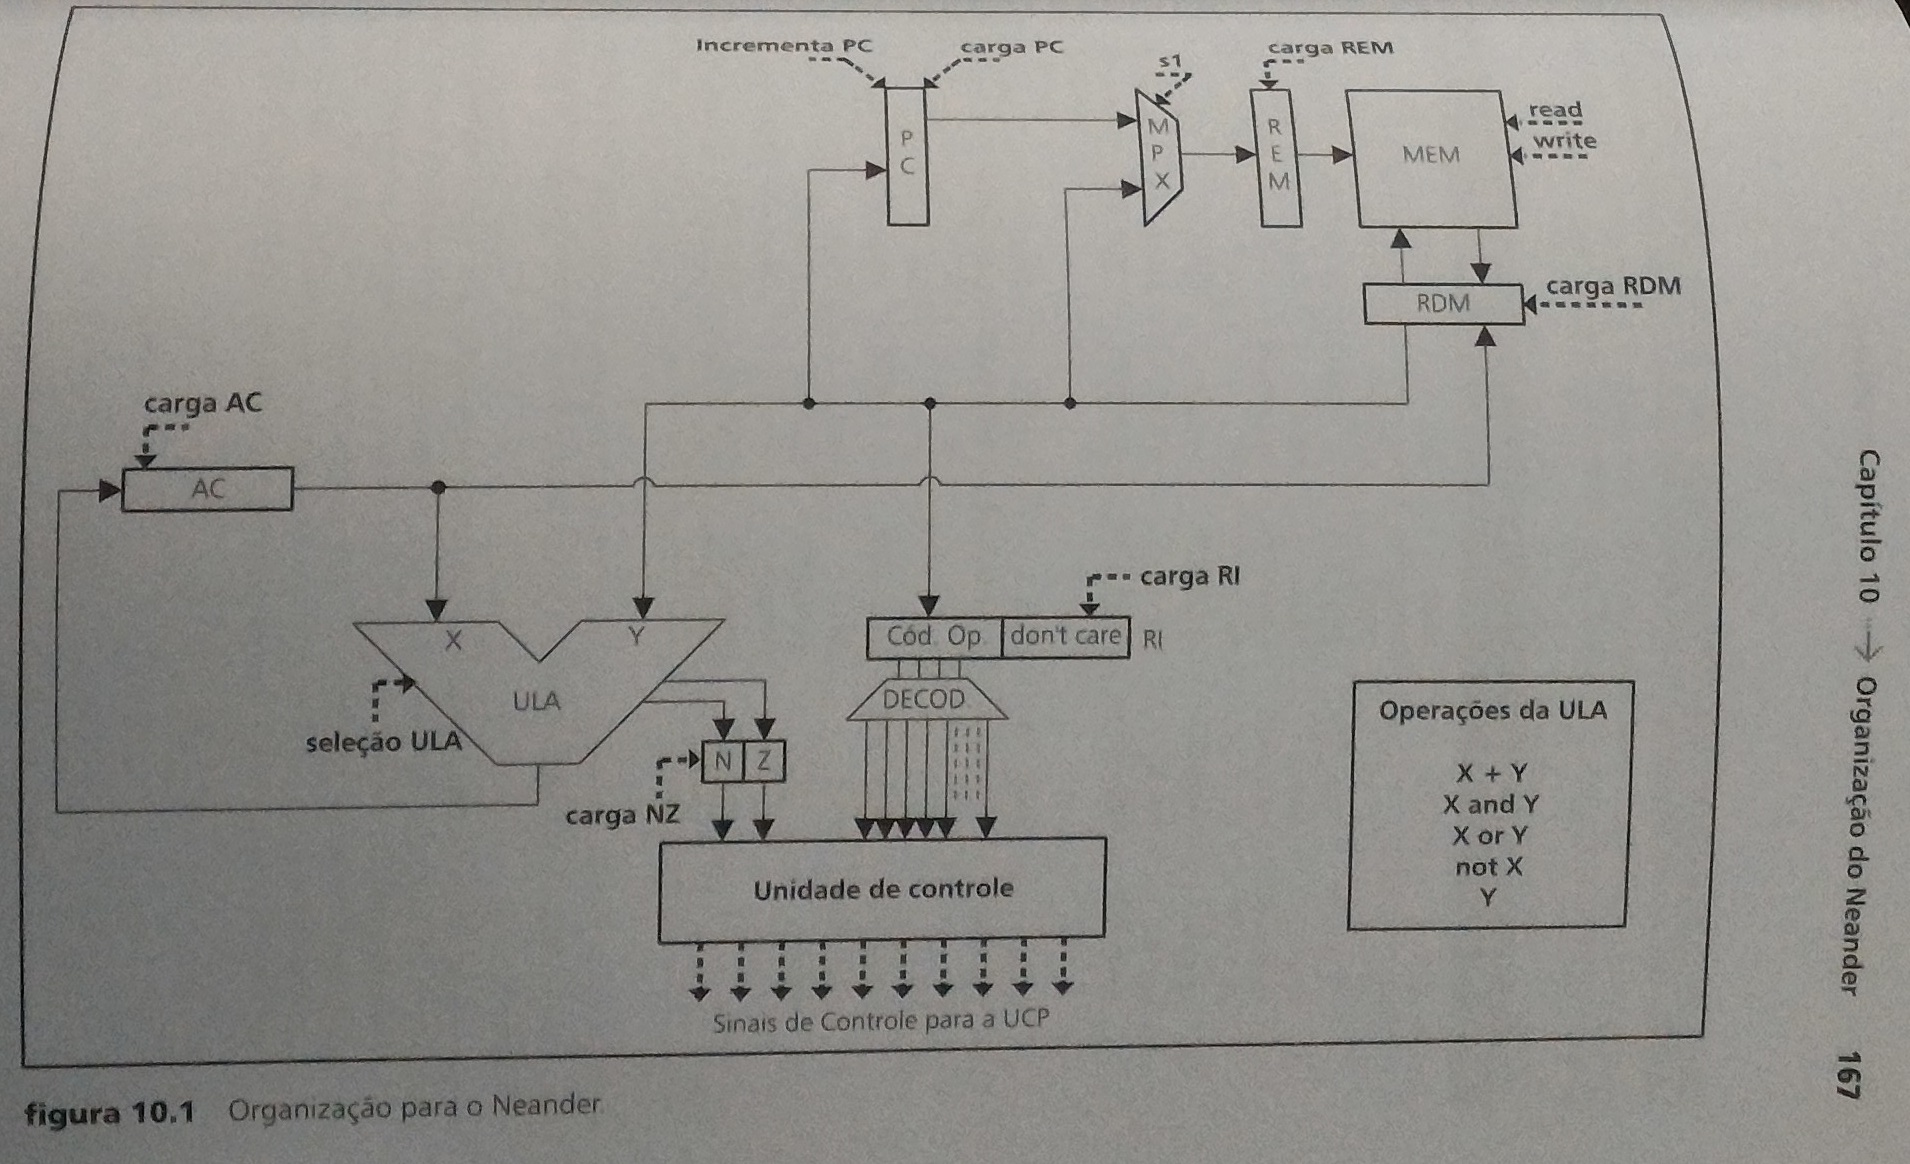 Incrementa PC
carga PC
s1
carga REM
P
C
M
P
X
R
E
M
MEM
read
write
RDM
carga RDM
carga AC
AC
carga RI
X
Y
ULA
seleção ULA
Cód. Op.
don't care
RI
DECOD.
N
Z
carga NZ
Unidade de controle
Sinais de Controle para a UCP
Operações da ULA
X + Y
X and Y
X or Y
not X
Y
figura 10.1 Organização para o Neander.
Capítulo 10 → Organização do Neander 167